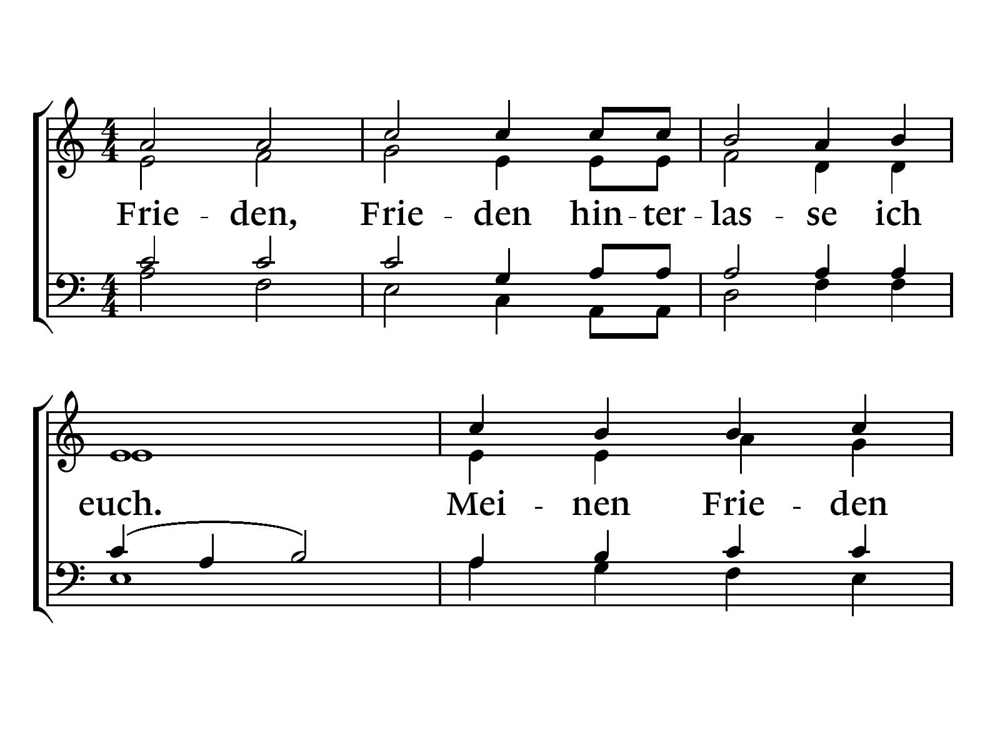 Frie - den, Frie - den hin - ter - las - se ich
euch. Mei - nen Frie - den